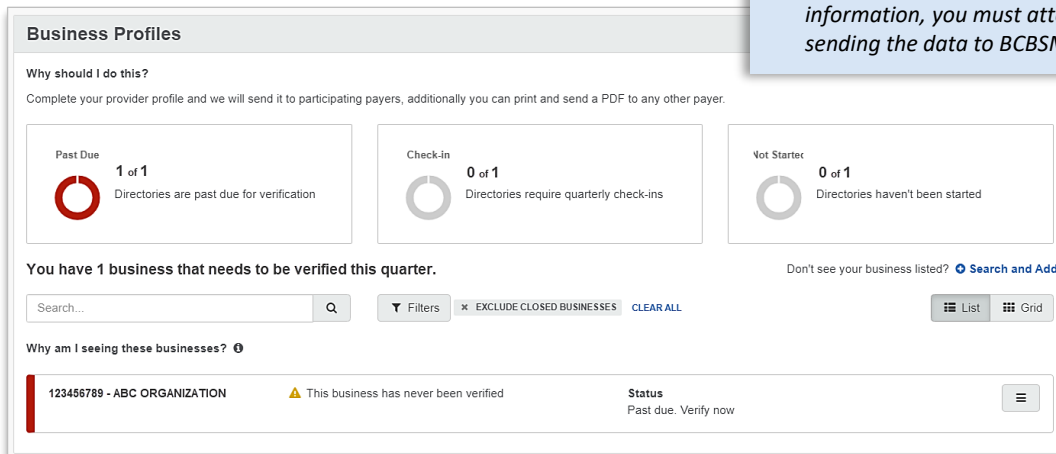 information, you must
sending the data to
Business Profiles
Why should I do this?
Complete your provider profile and we will send it to participating payers, additionally you can print and send a PDF to any other payer.
Past Due
1 of 1
Directories are past due for verification
Check-in
0 of 1
Directories require quarterly check-ins
Not Started
0 of 1
Directories haven't been started
You have 1 business that needs to be verified this quarter.
Don't see your business listed? Search and Add
Search...
Filters
× EXCLUDE CLOSED BUSINESSES
CLEAR ALL
List
Grid
Why am I seeing these businesses?
123456789 - ABC ORGANIZATION
This business has never been verified
Status
Past due. Verify now